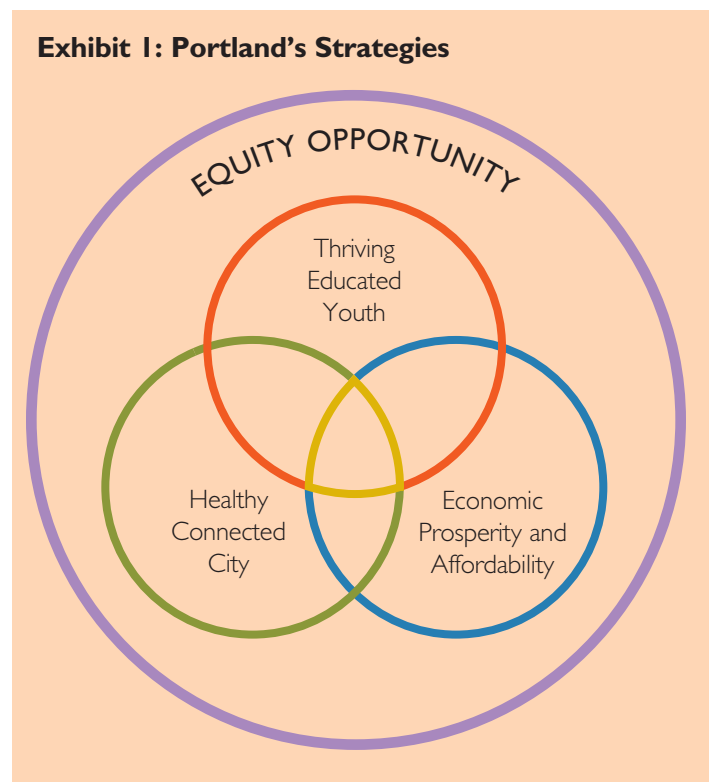 Exhibit 1: Portland's Strategies
EQUITY OPPORTUNITY
Thriving
Educated
Youth
Healthy
Connected
City
Economic
Prosperity and
Affordability